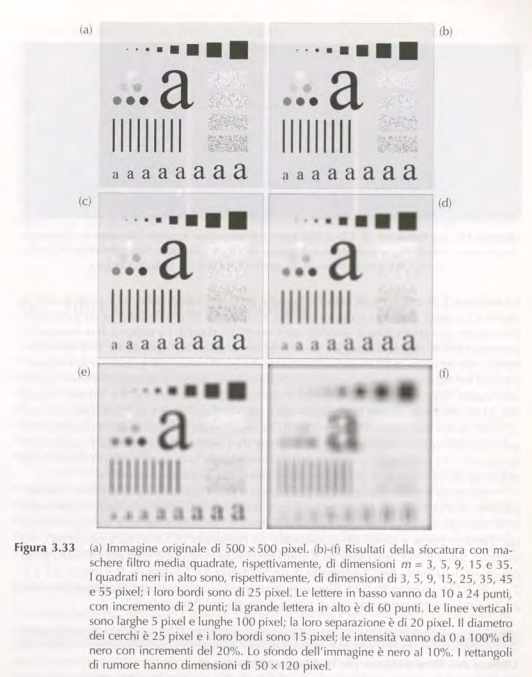 (a)
(b)
a
a
a a a a a a a a
a a a a a a a a
(c)
(d)
a
a
a a a a a a a a
a a a a a a a a
(e)
(f)
a
a
a a a a a a a a
Figura 3.33 (a) Immagine originale di 500 × 500 pixel. (b)-(f) Risultati della sfocatura con ma-
schere filtro media quadrate, rispettivamente, di dimensioni m = 3, 5, 9, 15 e 35.
I quadrati neri in alto sono, rispettivamente, di dimensioni di 3, 5, 9, 15, 25, 35, 45
e 55 pixel; i loro bordi sono di 25 pixel. Le lettere in basso vanno da 10 a 24 punti,
con incremento di 2 punti; la grande lettera in alto è di 60 punti. Le linee verticali
sono larghe 5 pixel e lunghe 100 pixel; la loro separazione è di 20 pixel. Il diametro
dei cerchi è 25 pixel e i loro bordi sono 15 pixel; le intensità vanno da 0 a 100% di
nero con incrementi del 20%. Lo sfondo dell'immagine è nero al 10%. I rettangoli
di rumore hanno dimensioni di 50 × 120 pixel.